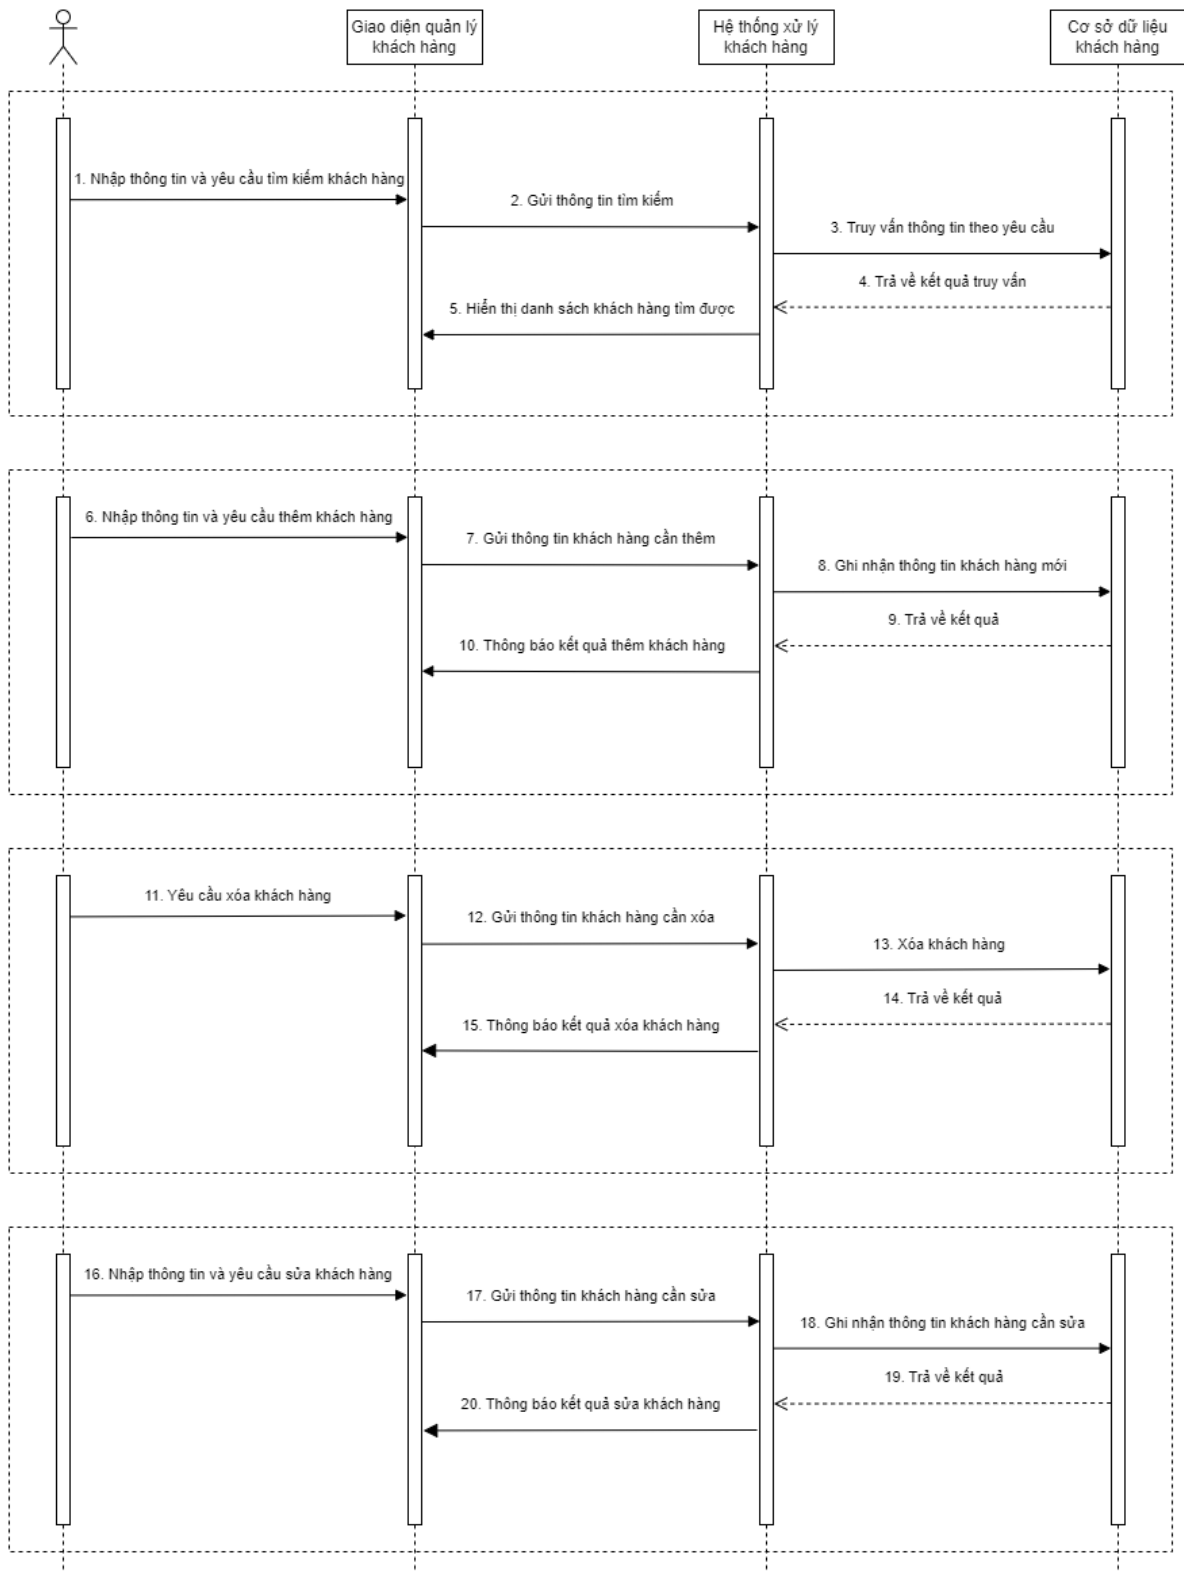 Giao diện quản lý
khách hàng
Hệ thống xử lý
khách hàng
Cơ sở dữ liệu
khách hàng
1. Nhập thông tin và yêu cầu tìm kiếm khách hàng
2. Gửi thông tin tìm kiếm
3. Truy vấn thông tin theo yêu cầu
4. Trả về kết quả truy vấn
5. Hiển thị danh sách khách hàng tìm được
6. Nhập thông tin và yêu cầu thêm khách hàng
7. Gửi thông tin khách hàng cần thêm
8. Ghi nhận thông tin khách hàng mới
9. Trả về kết quả
10. Thông báo kết quả thêm khách hàng
11. Yêu cầu xóa khách hàng
12. Gửi thông tin khách hàng cần xóa
13. Xóa khách hàng
14. Trả về kết quả
15. Thông báo kết quả xóa khách hàng
16. Nhập thông tin và yêu cầu sửa khách hàng
17. Gửi thông tin khách hàng cần sửa
18. Ghi nhận thông tin khách hàng cần sửa
19. Trả về kết quả
20. Thông báo kết quả sửa khách hàng